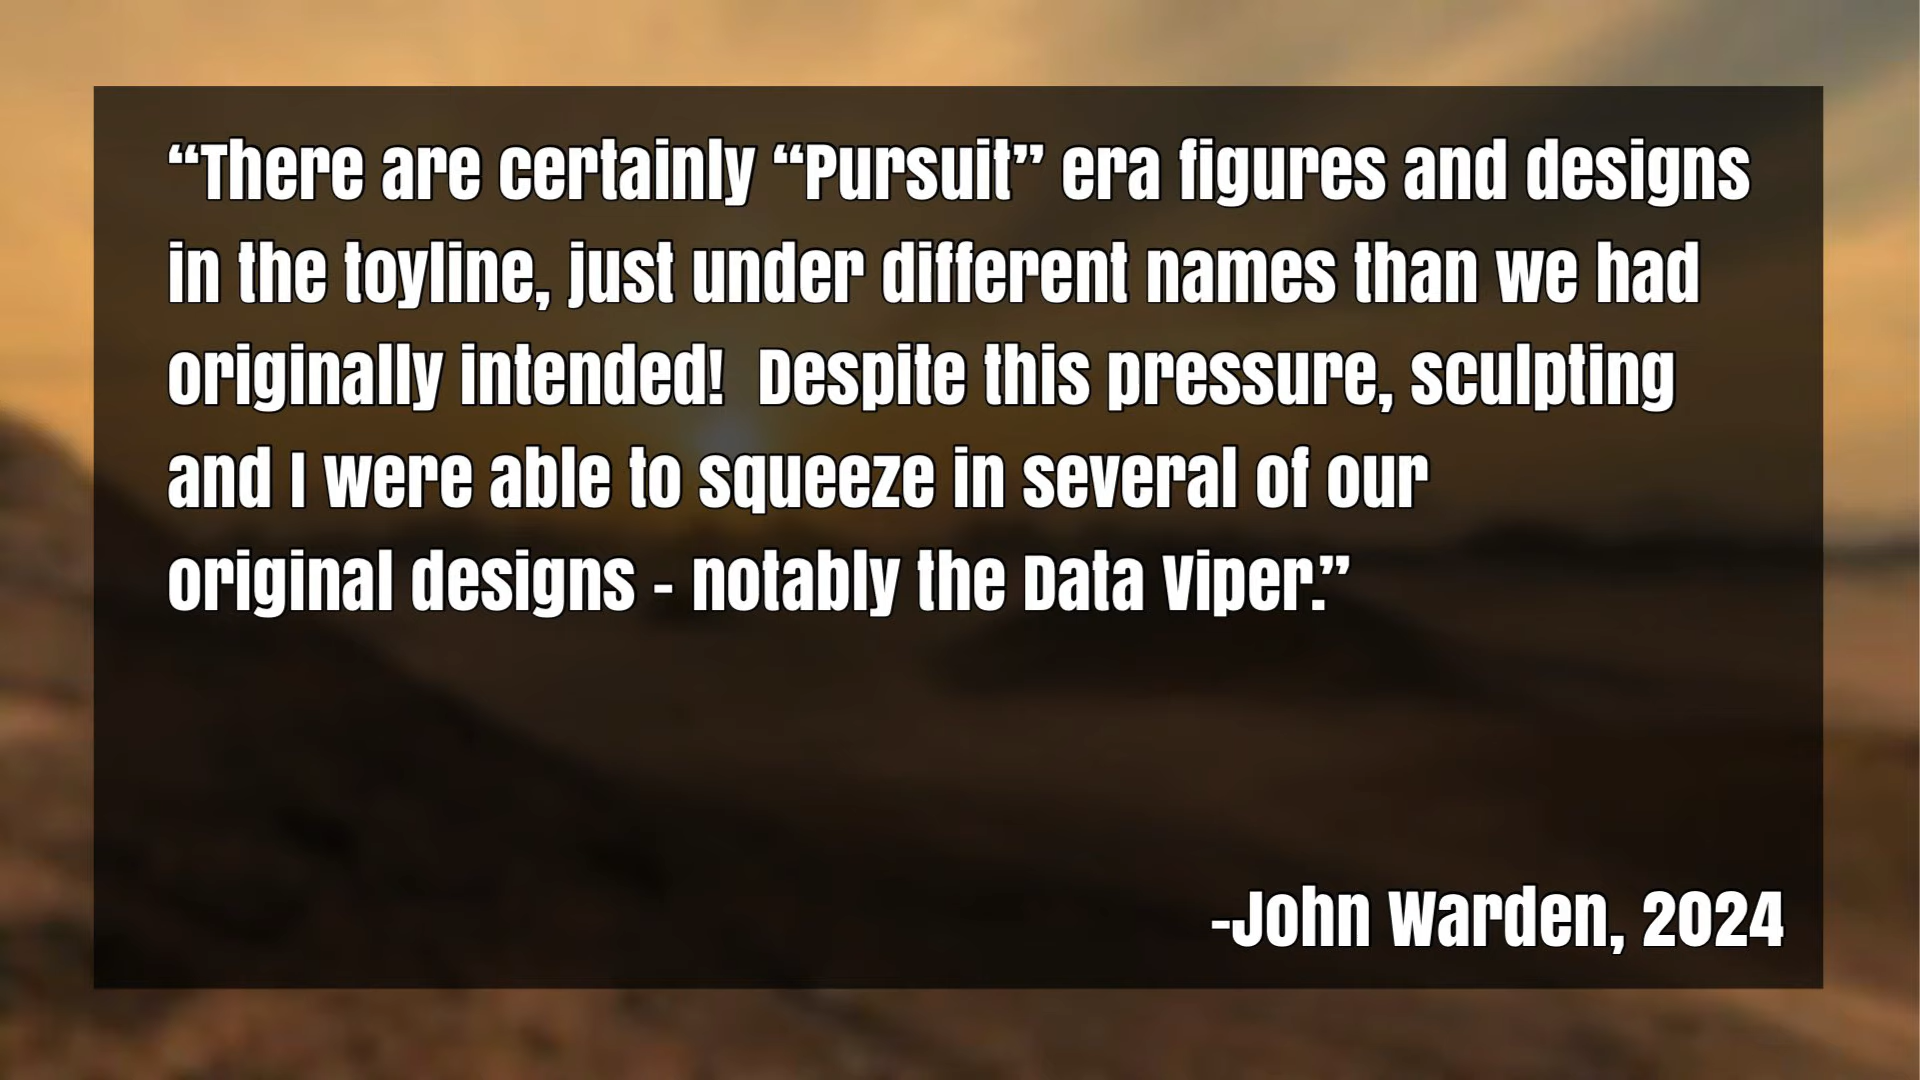 “There are certainly “Pursuit” era figures and designs
in the toyline, just under different names than we had
originally intended!  Despite this pressure, sculpting
and I were able to squeeze in several of our
original designs - notably the Data Viper.”
-John Warden, 2024